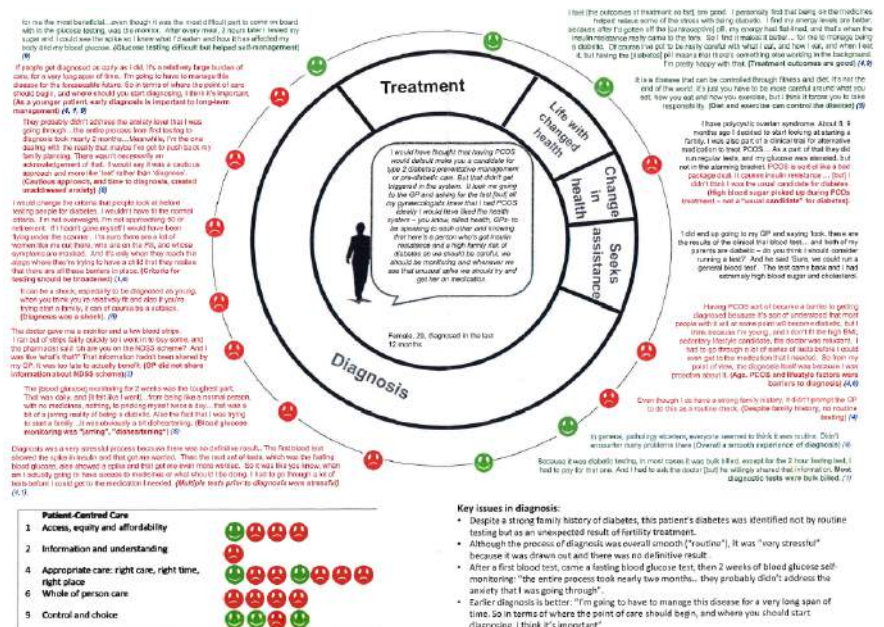 for me the most beneficial...even though it was the most difficult part to come on board
with in the glucose testing, was the monitor. After every meal, 2 hours later I tested my
sugar and I could see the spike so I knew what I'd eaten and how it has affected my
body and my blood glucose. (Glucose testing difficult but helped self-management)
(9)
If people get diagnosed as early as I did. It's a relatively large burden of
care, for a very long span of time. I'm going to have to manage this
disease for the foreseeable future. So in terms of where the point of care
should begin, and where you should start diagnosing, I think it's important.
(As a younger patient, early diagnosis is important to long-term
management)
They probably didn't address the anxiety level that I was
going through...the entire process from first testing to
diagnosis took nearly 2 months... Meanwhile, I'm the one
dealing with the reality that maybe I've got to push back my
family planning. There wasn't necessarily an
acknowledgement of that. I would say it was a cautious
approach and more like 'test' rather than 'diagnose'.
(Cautious approach, and time to diagnosis, created
unaddressed anxiety) (6)
I would change the criteria that people look at before
testing people for diabetes. I wouldn't have fit the normal
criteria. I'm not overweight, I'm not approaching 60 or
retirement. If I hadn't gone myself I would have been
flying under the scanner. I'm sure there are a lot of
women like me out there, who are on the Pill, and whose
symptoms are masked. And it's only when they reach this
stage where they're trying to have a child that they realise
that there are all these barriers in place. (Criteria for
testing should be broadened) (1,4)
It can be a shock, especially to be diagnosed as young,
when you think you're relatively fit and also if you're
trying start a family, it can of course be a setback.
(Diagnosis was a shock). (6)
The doctor gave me a monitor and a few blood strips.
I ran out of strips fairly quickly so I went in to buy some, and
the pharmacist said 'Oh are you on the NDSS scheme?' And I
was like 'what's that?' That information hadn't been shared by
my GP. It was too late to actually benefit. (GP did not share
information about NDSS scheme)(2)
The [blood glucose] monitoring for 2 weeks was the toughest part.
That was daily, and [it felt like I went]...from being like a normal person,
with no medicines, nothing, to pricking myself twice a day... that was a
bit of a jarring reality of being a diabetic. Also the fact that I was trying
to start a family...it was obviously a bit disheartening. (Blood glucose
monitoring was "jarring", "disheartening") (6)
Diagnosis was a very stressful process because there was no definitive result... The first blood test
showed the spike in insulin and that got me worried. Then the next set of tests, which was the fasting
blood glucose, also showed a spike and that got me even more worried. So it was like you know, when
am I actually going to have access to medicines or what should I be doing. I had to go through a lot of
tests before I could get to the medication I needed. (Multiple tests prior to diagnosis were stressful)
Treatment
Life with
changed
health
Change
in
health
Seeks
assistance
Diagnosis
I would have thought that having PCOS
would default make you a candidate for
type 2 diabetes preventative management
or pre-diabetic care. But that didn't get
triggered in the system. It took me going
to the GP and asking for the test [but] all
my gynecologists knew that I had PCOS
Ideally I would have liked the health
system – you know, allied health, GPs- to
be speaking to each other and knowing
that here's a person who's got insulin
resistance and a high family risk of
diabetes so we should be careful, we
should be monitoring and whenever we
see that unusual spike we should try and
get her on medication.
Female, 29, diagnosed in the last
12 months
I feel [the outcomes of treatment so far], are good. I personally find that being on the medicines
helped reduce some of the stress with being diabetic. I find my energy levels are better,
because after I'd gotten off the [contraceptive] pill, my energy had flat-lined, and that's when the
insulin resistance really came to the fore. So I find it makes it better... for me to manage being
a diabetic. Of course I've got to be really careful with what I eat, and how I eat, and when I eat
it, but having the [diabetes] pill means that there's something else working in the background.
I'm pretty happy with that. (Treatment outcomes are good) (4,9)
It is a disease that can be controlled through fitness and diet. It's not the
end of the world, it's just you have to be more careful around what you
eat, how you eat and how you exercise, but I think it forces you to take
responsibility. (Diet and exercise can control the disease) (9)
I have polycystic ovarian syndrome. About 8, 9
months ago I decided to start looking at starting a
family. I was also part of a clinical trial for alternative
medication to treat PCOS... As a part of that they did
run regular tests, and my glucose was elevated, but
not in the alarming bracket. PCOS is sort of like a bad
package deal. It causes insulin resistance ... [but] I
didn't think I was the usual candidate for diabetes.
(High blood sugar picked up during PCOs
treatment – not a "usual candidate" for diabetes).
I did end up going to my GP and saying 'look, these are
the results of the clinical trial blood test... and both of my
parents are diabetic – do you think I should consider
running a test?' And he said 'Sure, we could run a
general blood test'. The test came back and I had
extremely high blood sugar and cholesterol.
Having PCOS sort of became a barrier to getting
diagnosed because it's sort of understood that most
people with it will at some point will become diabetic, but I
think because I'm young, and I don't fit the high BMI,
sedentary lifestyle candidate, the doctor was reluctant. I
had to go through a lot of series of tests before I could
even get to the medication that I needed. So from my
point of view, the diagnosis itself was because I was
proactive about it. (Age, PCOS and lifestyle factors were
barriers to diagnosis) (4,6)
Even though I do have a strong family history, it didn't prompt the GP
to do this as a routine check. (Despite family history, no routine
testing) (4)
In general, pathology etcetera, everyone seemed to think it was routine. Didn't
encounter many problems there (Overall a smooth experience of diagnosis) (4)
Because it was diabetic testing, in most cases it was bulk billed, except for the 2 hour fasting test, I
had to pay for that one. And I had to ask the doctor [but] he willingly shared that information. Most
diagnostic tests were bulk billed. (1)
Patient-Centred Care
1 Access, equity and affordability
2 Information and understanding
4 Appropriate care: right care, right time,
right place
6 Whole of person care
9 Control and choice
Key issues in diagnosis:
• Despite a strong family history of diabetes, this patient's diabetes was identified not by routine
testing but as an unexpected result of fertility treatment.
• Although the process of diagnosis was overall smooth ("routine"), it was "very stressful"
because it was drawn out and there was no definitive result.
• After a first blood test, came a fasting blood glucose test, then 2 weeks of blood glucose self-
monitoring: "the entire process took nearly two months... they probably didn't address the
anxiety that I was going through".
• Earlier diagnosis is better: "I'm going to have to manage this disease for a very long span of
time. So in terms of where the point of care should begin, and where you should start
diagnosing, I think it's important"